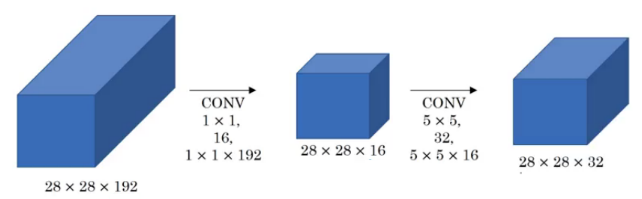 28 × 28 × 192
CONV
1 × 1,
16,
1 × 1 × 192
28 × 28 × 16
CONV
5 × 5,
32,
5 × 5 × 16
28 × 28 × 32